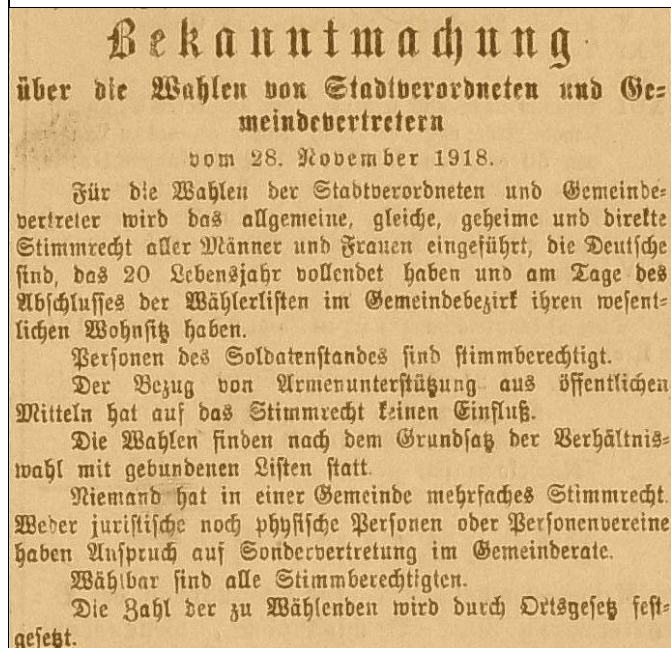 Bekanntmachung
über die Wahlen von Stadtverordneten und Ge-
meindevertretern
vom 28. November 1918.
Für die Wahlen der Stadtverordneten und Gemeinde-
vertreter wird das allgemeine, gleiche, geheime und direkte
Stimmrecht aller Männer und Frauen eingeführt, die Deutsche
sind, das 20 Lebensjahr vollendet haben und am Tage des
Abschlusses der Wählerlisten im Gemeindebezirk ihren wesent-
lichen Wohnsitz haben.
Personen des Soldatenstandes sind stimmberechtigt.
Der Bezug von Armenunterstützung aus öffentlichen
Mitteln hat auf das Stimmrecht keinen Einfluß.
Die Wahlen finden nach dem Grundsatz der Verhältnis-
wahl mit gebundenen Listen statt.
Niemand hat in einer Gemeinde mehrfaches Stimmrecht.
Weder juristische noch physische Personen oder Personenvereine
haben Anspruch auf Sondervertretung im Gemeinderate.
Wählbar sind alle Stimmberechtigten.
Die Zahl der zu Wählenden wird durch Ortsgesetz fest-
gesetzt.